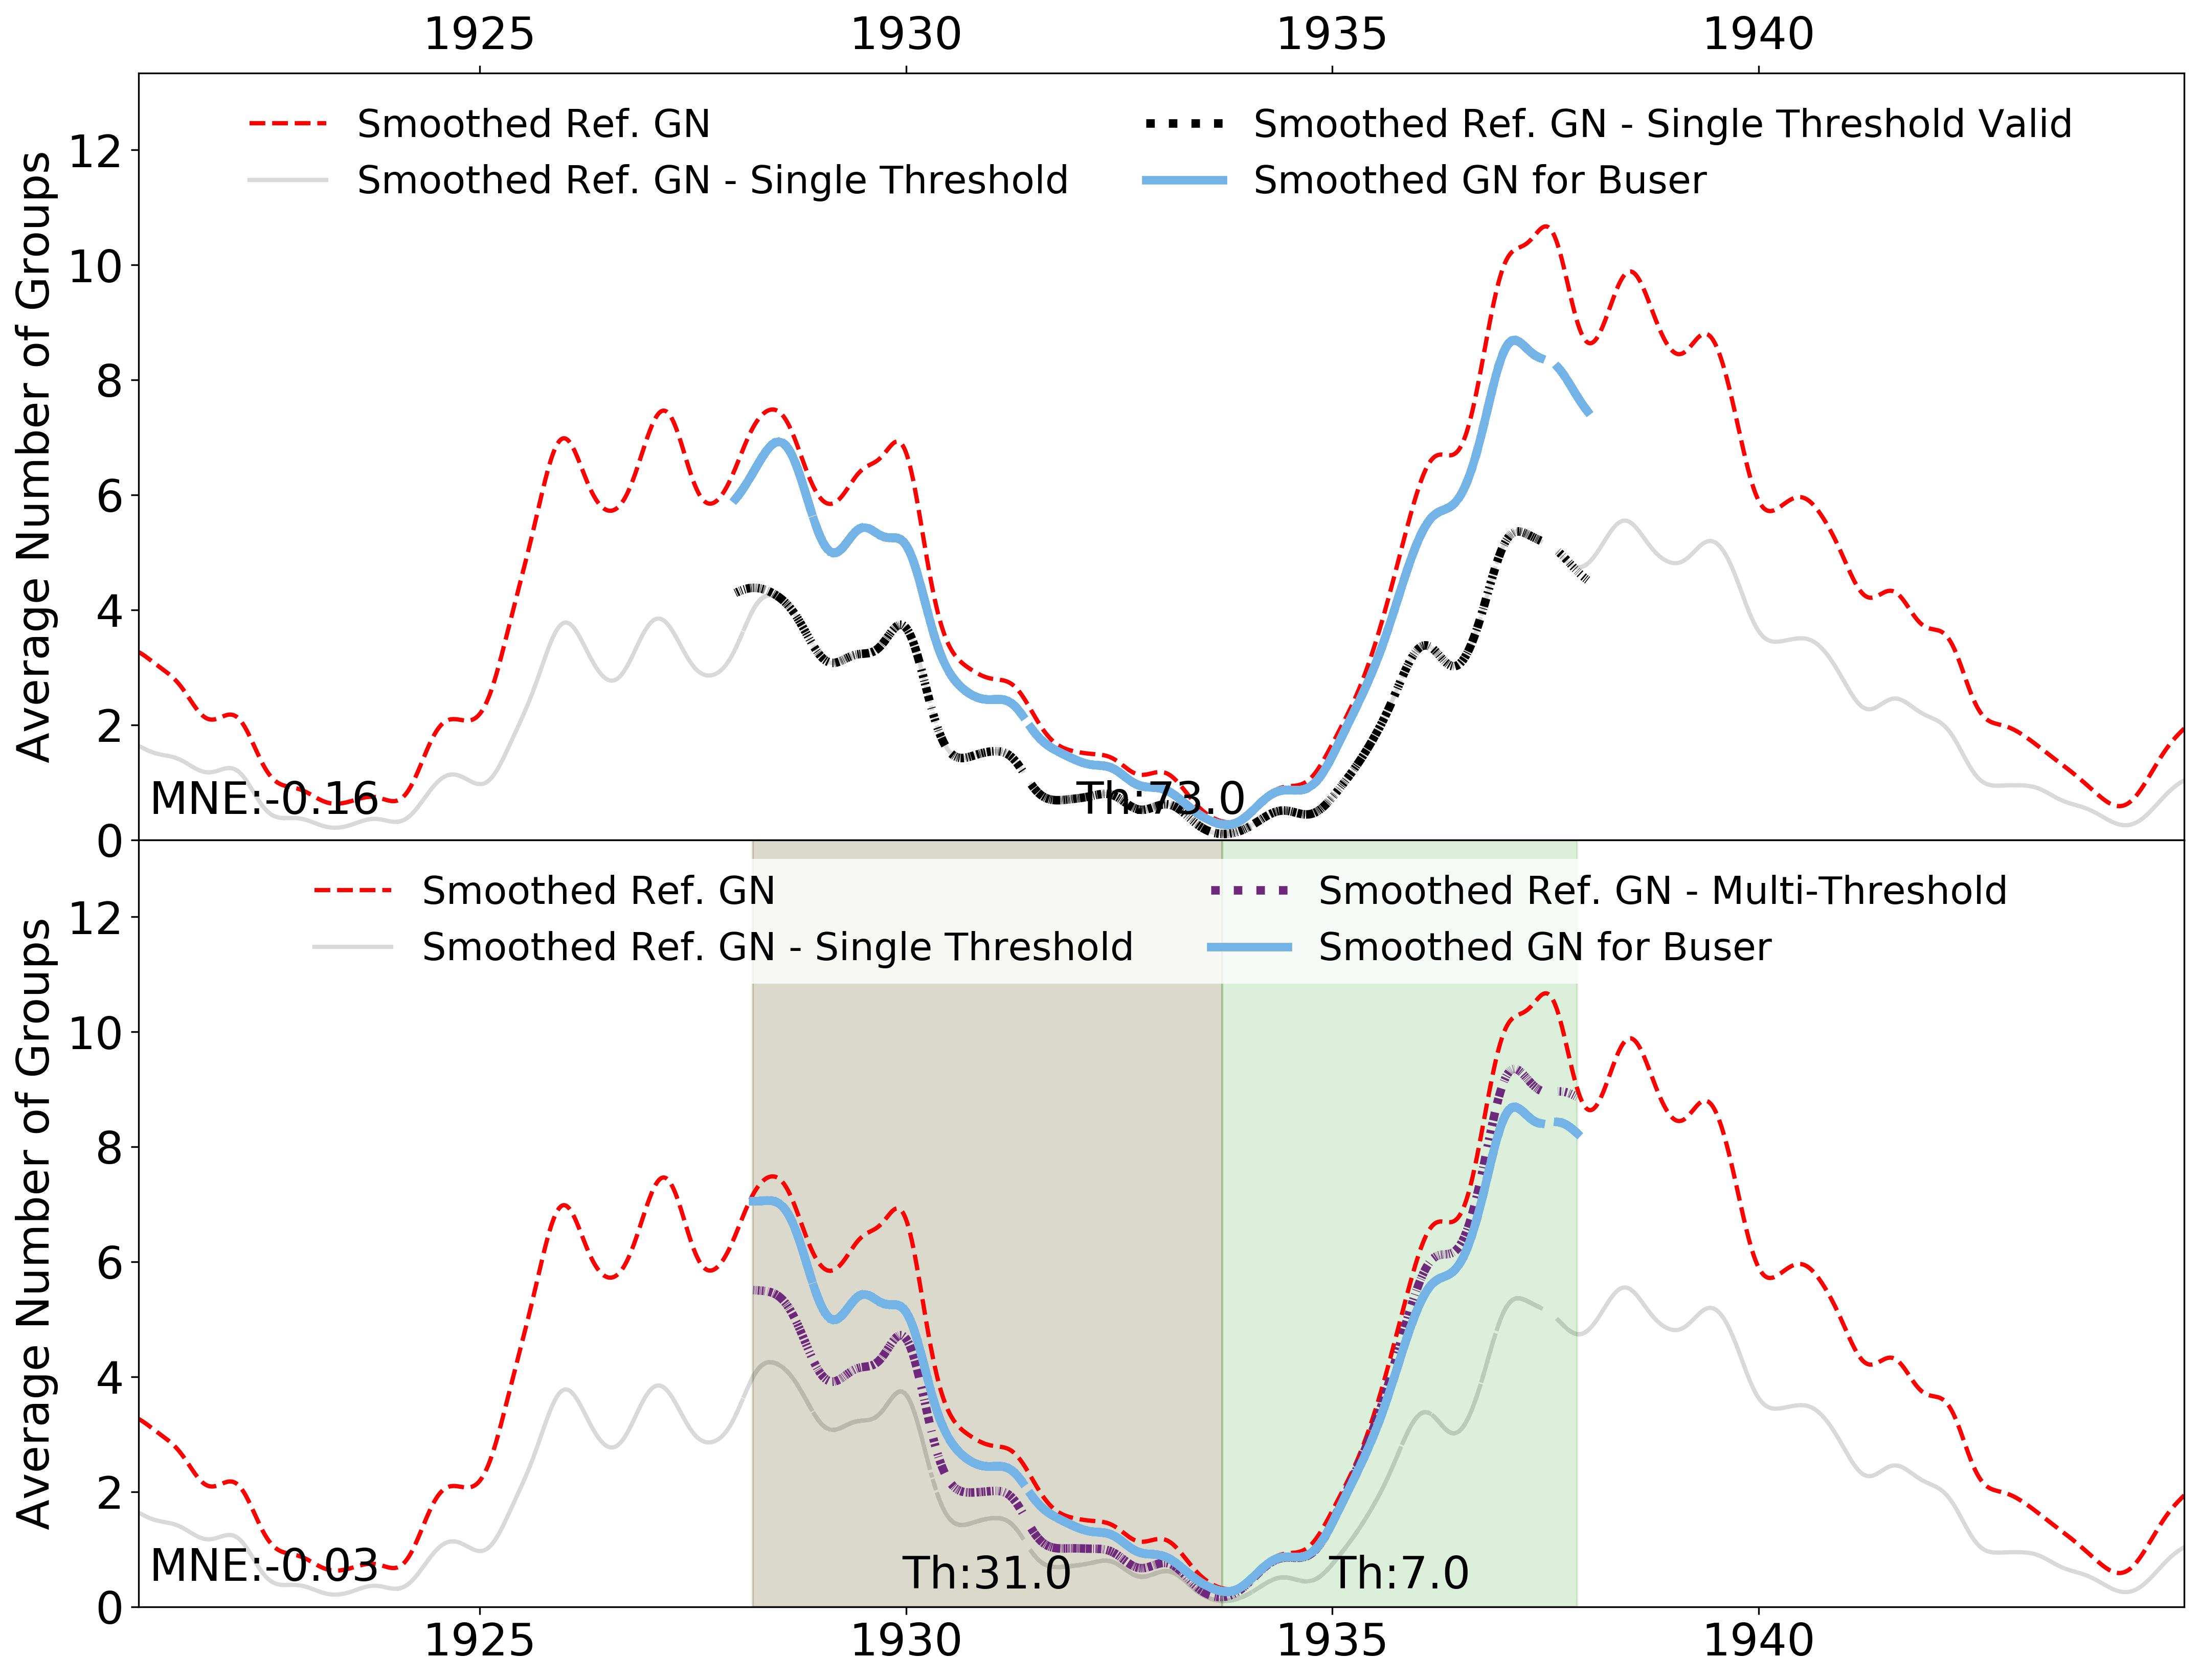 1925 1930 1935 1940
Average Number of Groups
12
10
8
6
4
2
0
Smoothed Ref. GN
Smoothed Ref. GN - Single Threshold
Smoothed Ref. GN - Single Threshold Valid
Smoothed GN for Buser
MNE:-0.16
Th:73.0
Average Number of Groups
12
10
8
6
4
2
0
Smoothed Ref. GN
Smoothed Ref. GN - Single Threshold
Smoothed Ref. GN - Multi-Threshold
Smoothed GN for Buser
MNE:-0.03
Th:31.0
Th:7.0
1925 1930 1935 1940